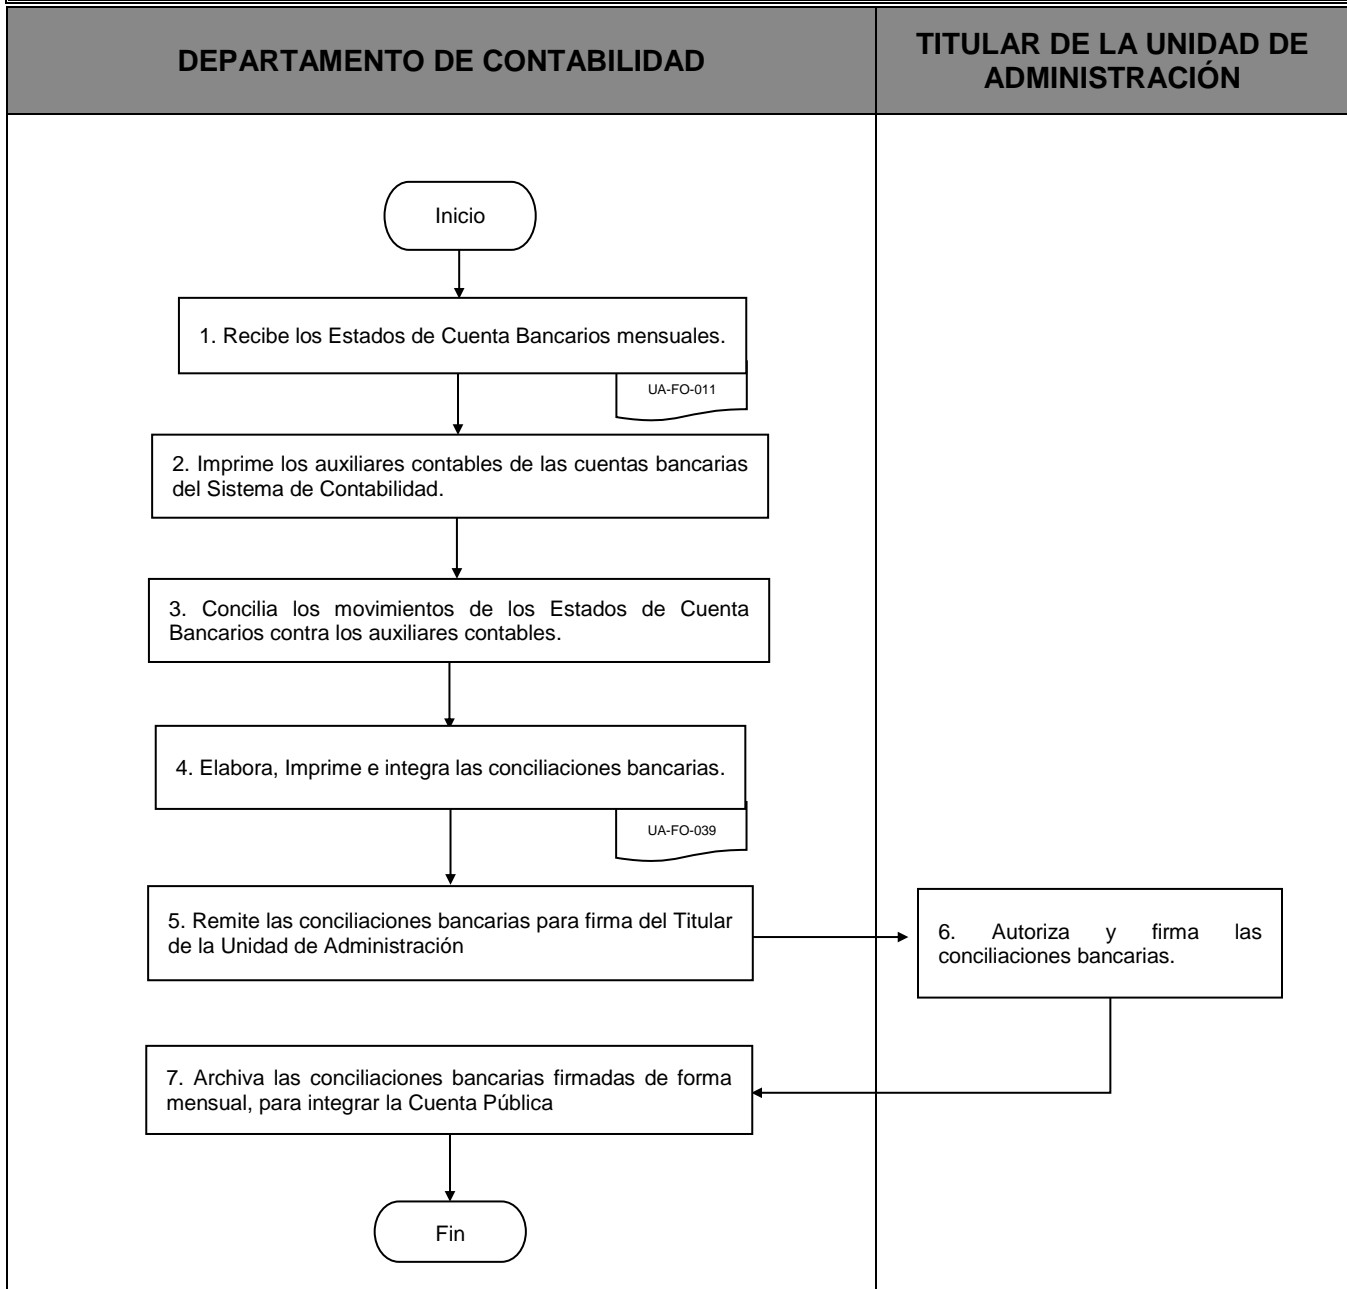 DEPARTAMENTO DE CONTABILIDAD
TITULAR DE LA UNIDAD DE
ADMINISTRACIÓN
Inicio
1. Recibe los Estados de Cuenta Bancarios mensuales.
UA-FO-011
2. Imprime los auxiliares contables de las cuentas bancarias
del Sistema de Contabilidad.
3. Concilia los movimientos de los Estados de Cuenta
Bancarios contra los auxiliares contables.
4. Elabora, Imprime e integra las conciliaciones bancarias.
UA-FO-039
5. Remite las conciliaciones bancarias para firma del Titular
de la Unidad de Administración
6. Autoriza y firma las
conciliaciones bancarias.
7. Archiva las conciliaciones bancarias firmadas de forma
mensual, para integrar la Cuenta Pública
Fin